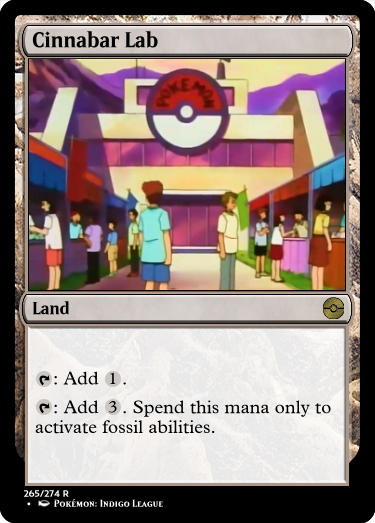 Cinnabar Lab
POKEMON
Land
: Add 1.
: Add 3. Spend this mana only to
activate fossil abilities.
265/274 R
• Pokémon: Indigo League